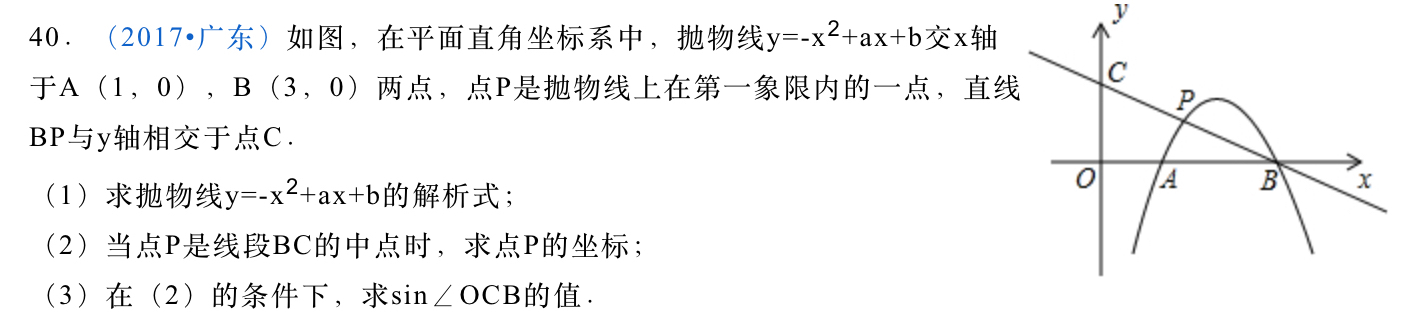 40．（2017•广东）如图，在平面直角坐标系中，抛物线y=-x²+ax+b交x轴
于A（1，0），B（3，0）两点，点P是抛物线上在第一象限内的一点，直线
BP与y轴相交于点C．
（1）求抛物线y=-x²+ax+b的解析式；
（2）当点P是线段BC的中点时，求点P的坐标；
（3）在（2）的条件下，求sin∠OCB的值．
y
C
P
O
A
B
x